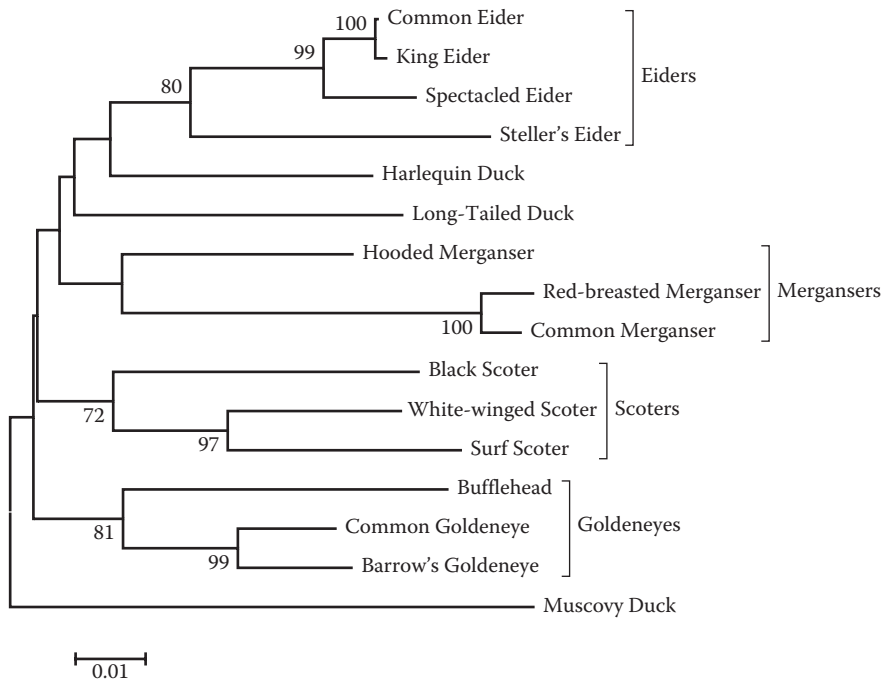 100
Common Eider
99
King Eider
80
Spectacled Eider
Eiders
Steller's Eider
Harlequin Duck
Long-Tailed Duck
Hooded Merganser
Red-breasted Merganser
Mergansers
100
Common Merganser
Black Scoter
72
White-winged Scoter
Scoters
97
Surf Scoter
Bufflehead
81
Common Goldeneye
Goldeneyes
99
Barrow's Goldeneye
Muscovy Duck
0.01